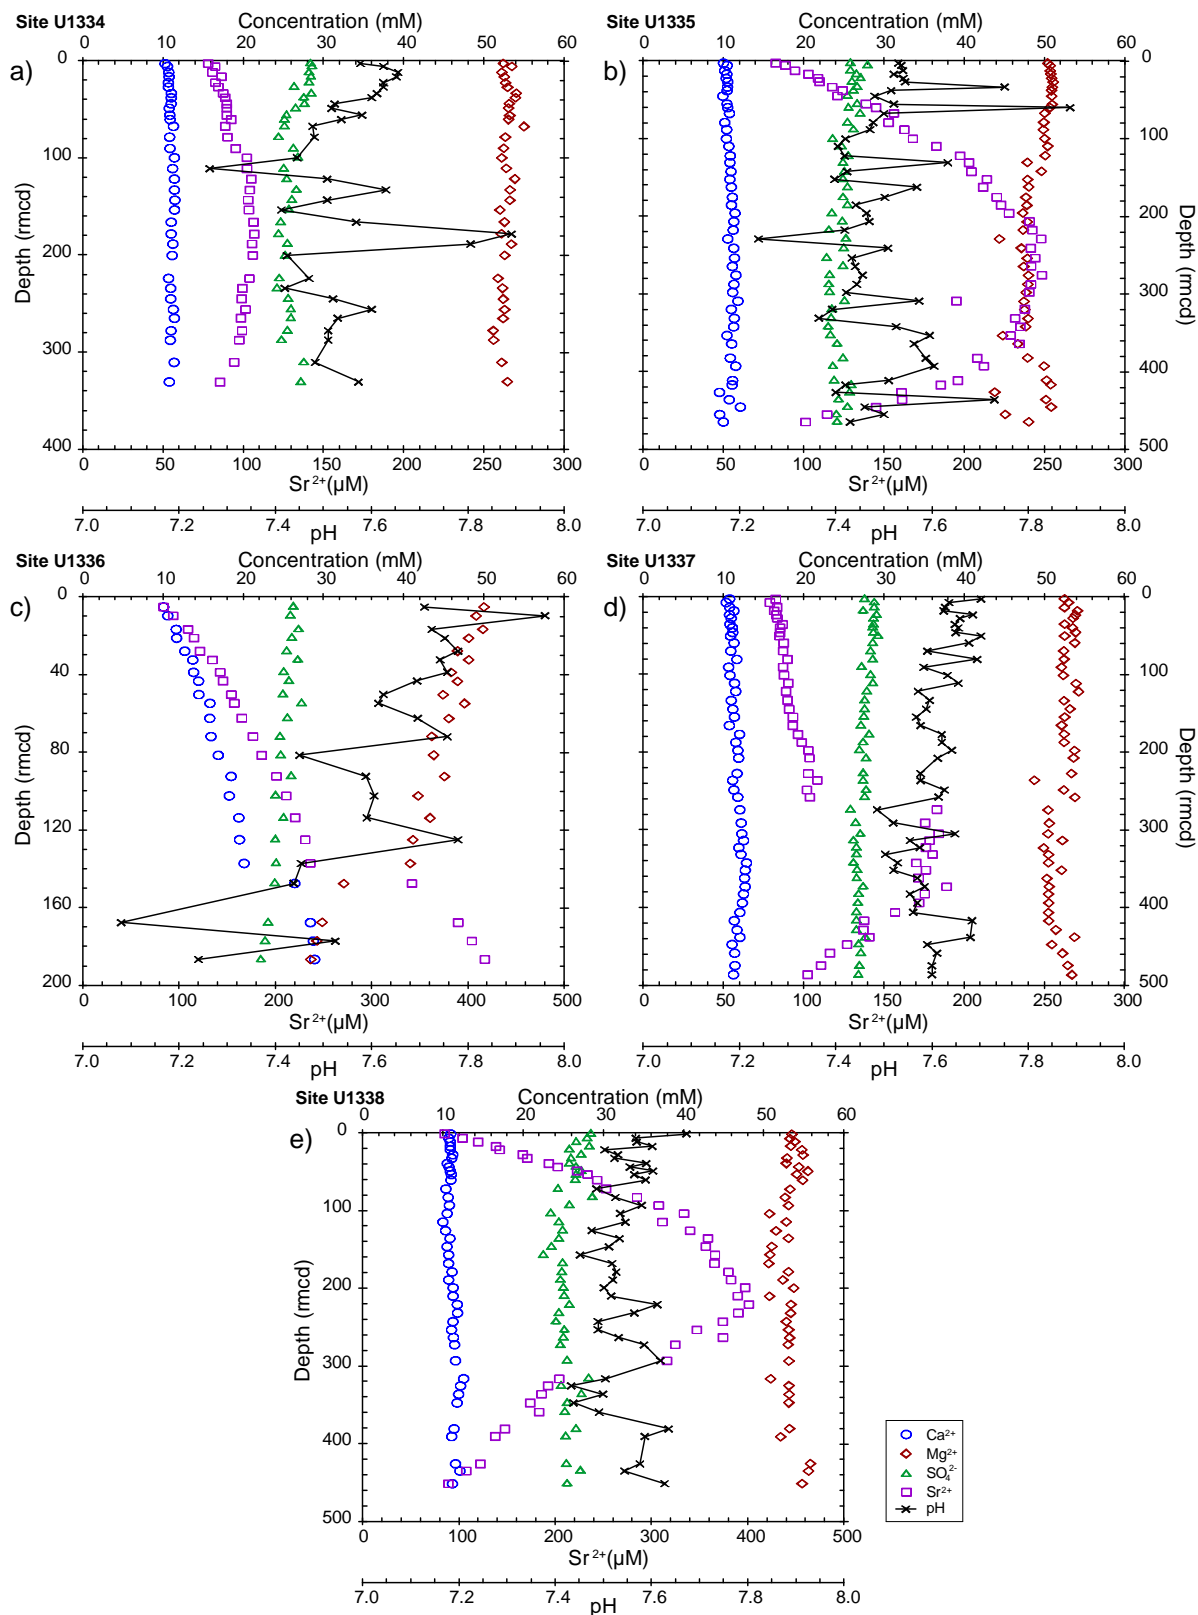 Site U1334
Concentration (mM)
0 10 20 30 40 50 60
a)
Depth (rmcd)
0
100
200
300
400
0 50 100 150 200 250 300
Sr²⁺(µM)
7.0 7.2 7.4 7.6 7.8 8.0
pH
Site U1335
Concentration (mM)
0 10 20 30 40 50 60
b)
Depth (rmcd)
0
100
200
300
400
500
0 50 100 150 200 250 300
Sr²⁺(µM)
7.0 7.2 7.4 7.6 7.8 8.0
pH
Site U1336
Concentration (mM)
0 10 20 30 40 50 60
c)
Depth (rmcd)
0
40
80
120
160
200
0 100 200 300 400 500
Sr²⁺(µM)
7.0 7.2 7.4 7.6 7.8 8.0
pH
Site U1337
Concentration (mM)
0 10 20 30 40 50 60
d)
Depth (rmcd)
0
100
200
300
400
500
0 50 100 150 200 250 300
Sr²⁺(µM)
7.0 7.2 7.4 7.6 7.8 8.0
pH
Site U1338
Concentration (mM)
0 10 20 30 40 50 60
e)
Depth (rmcd)
0
100
200
300
400
500
0 100 200 300 400 500
Sr²⁺(µM)
7.0 7.2 7.4 7.6 7.8 8.0
pH
Ca²⁺
Mg²⁺
SO₄²⁻
Sr²⁺
pH